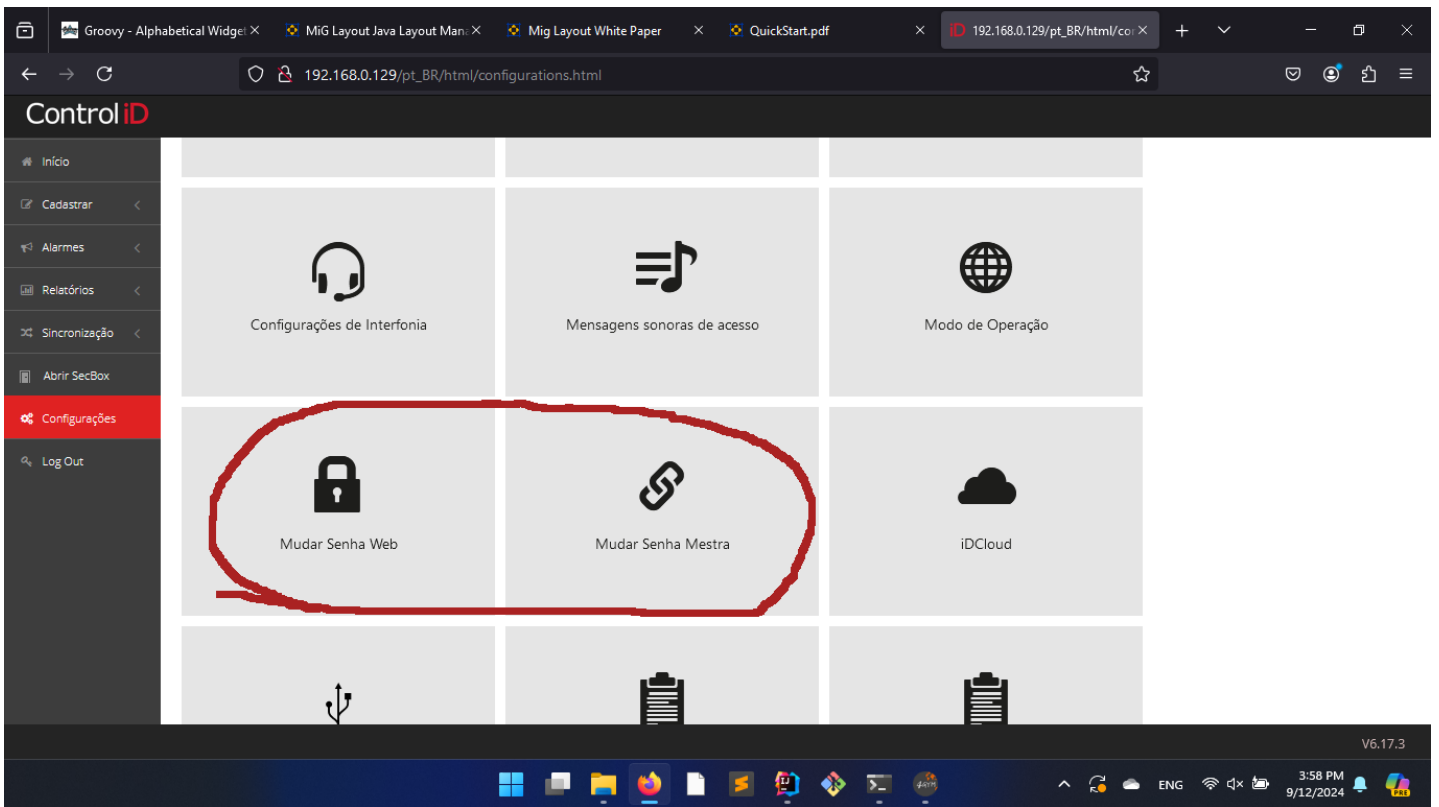 Groovy - Alphabetical Widget
MiG Layout Java Layout Man
Mig Layout White Paper
QuickStart.pdf
192.168.0.129/pt_BR/html/con
192.168.0.129/pt_BR/html/configurations.html
Control iD
Início
Cadastrar
Alarmes
Relatórios
Sincronização
Abrir SecBox
Configurações
Log Out
Configurações de Interfonia
Mensagens sonoras de acesso
Modo de Operação
Mudar Senha Web
Mudar Senha Mestra
iDCloud
V6.17.3
ENG
3:58 PM
9/12/2024
PRE